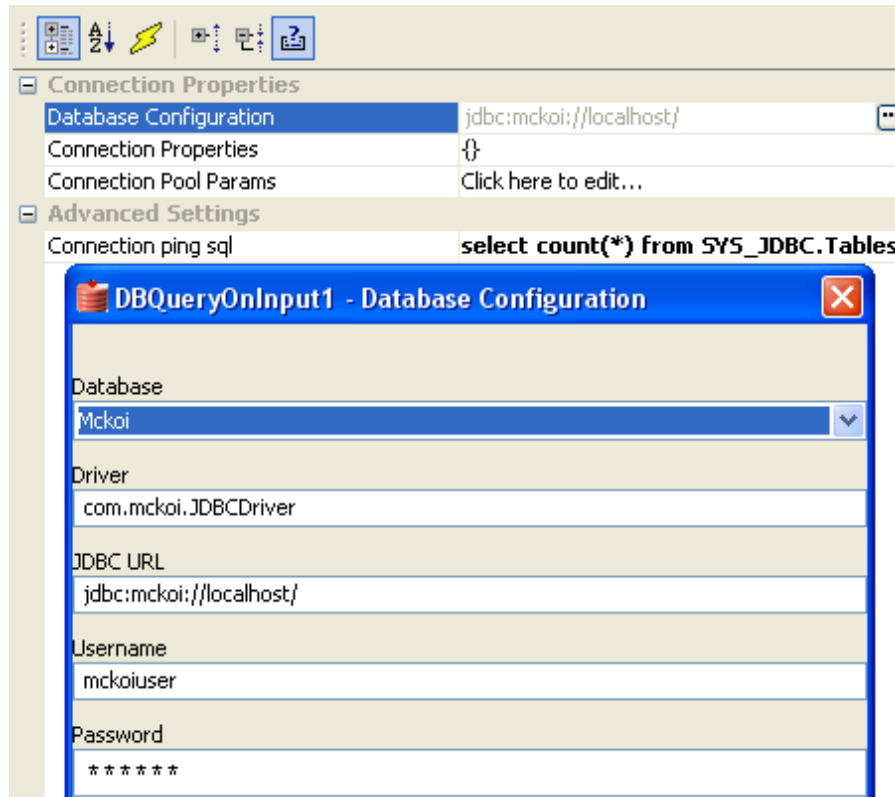 Connection Properties
Database Configuration jdbc:mckoi://localhost/
Connection Properties {}
Connection Pool Params Click here to edit...
Advanced Settings
Connection ping sql select count(*) from SYS_JDBC.Tables
DBQueryOnInput1 - Database Configuration
Database
Mckoi
Driver
com.mckoi.JDBCDriver
JDBC URL
jdbc:mckoi://localhost/
Username
mckoiuser
Password
******